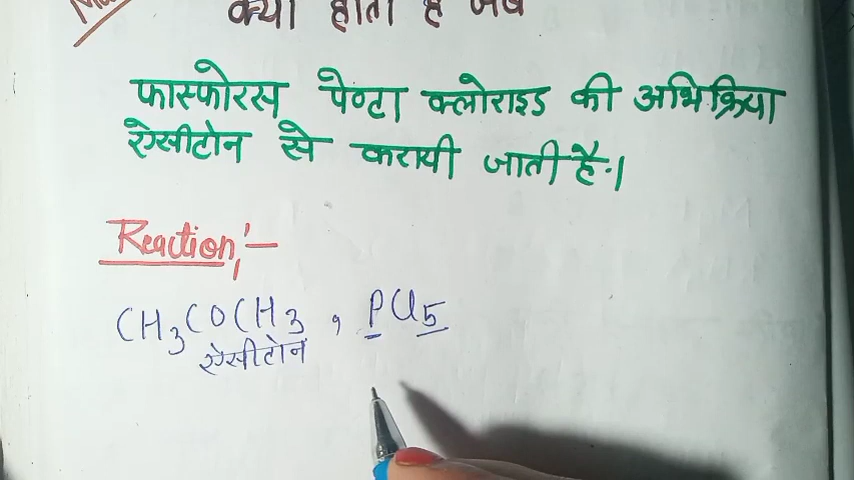 क्या होता है जब
फास्फोरस पेण्टा क्लोराइड की अभिक्रिया
ऐसीटोन से करायी जाती है।
Reaction:-
CH3COCH3, PCl5
ऐसीटोन